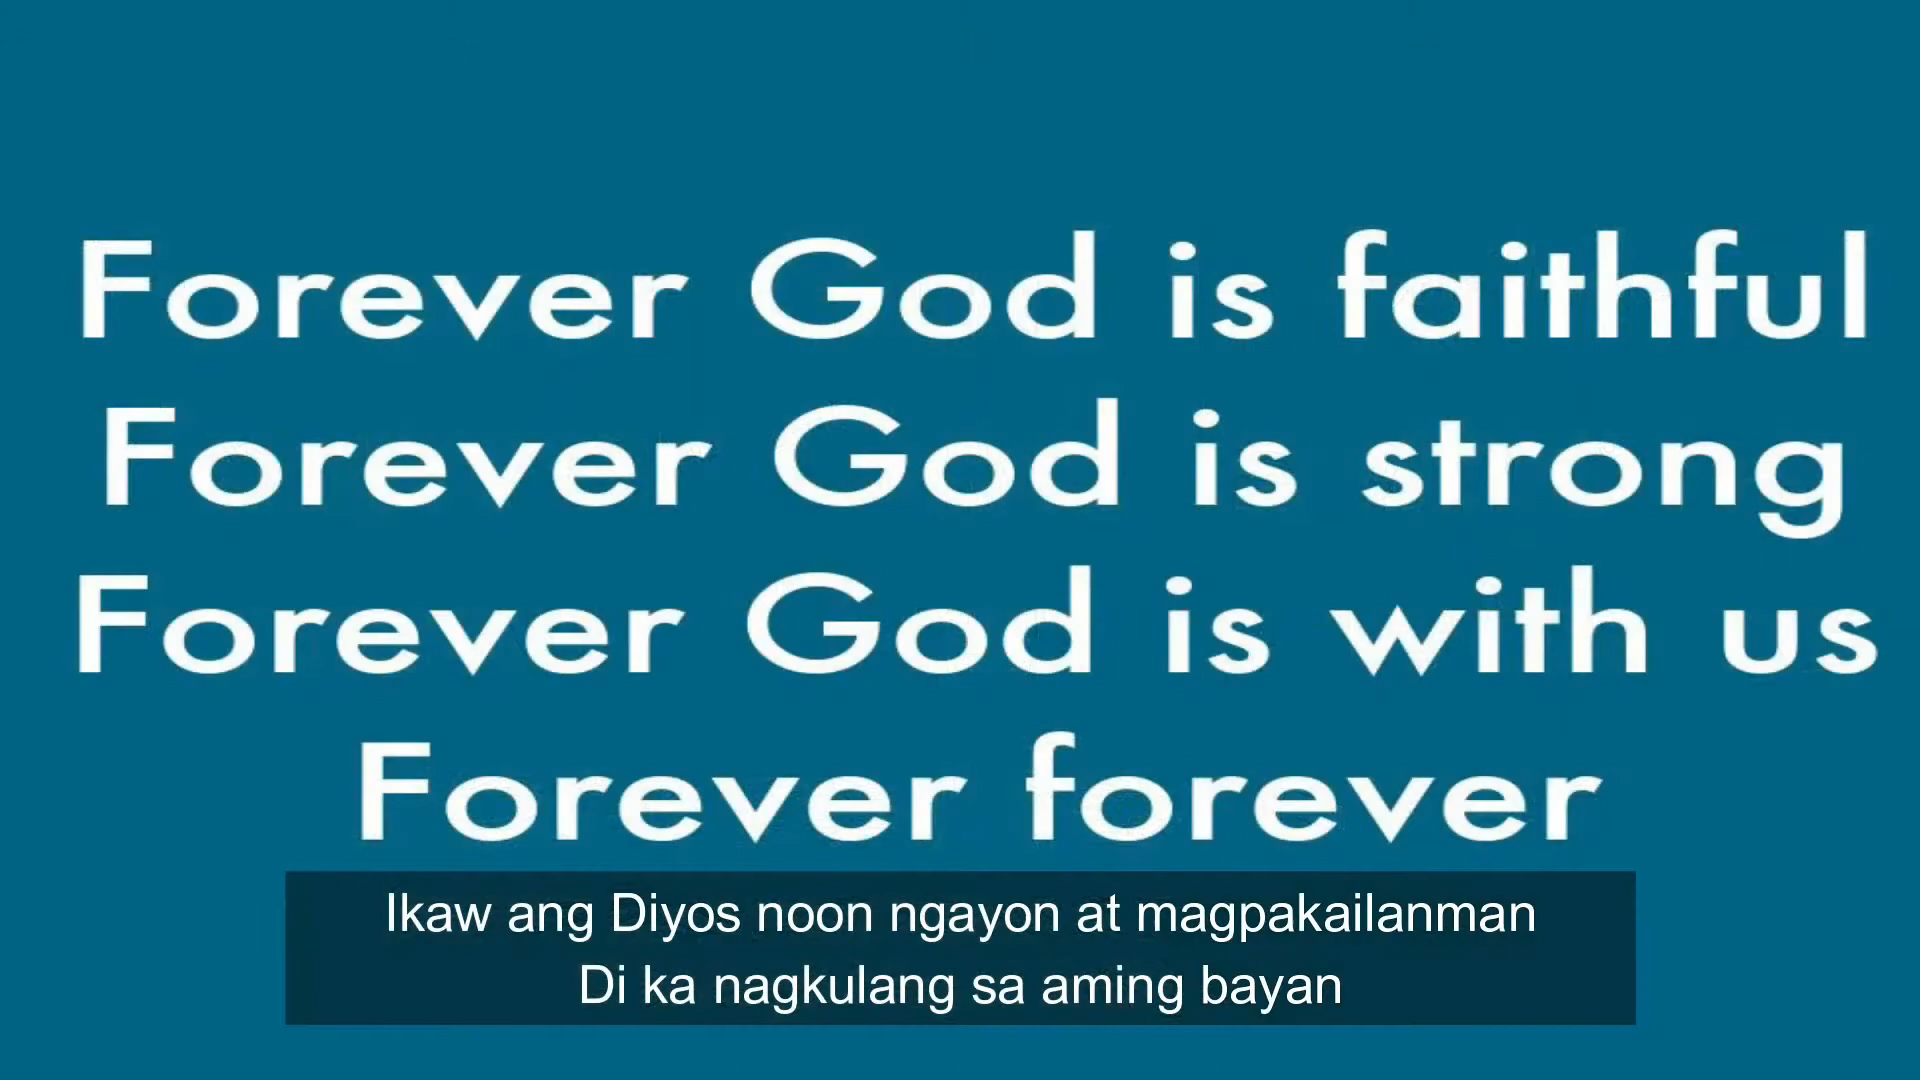 Forever God is faithful
Forever God is strong
Forever God is with us
Forever forever
Ikaw ang Diyos noon ngayon at magpakailanman
Di ka nagkulang sa aming bayan